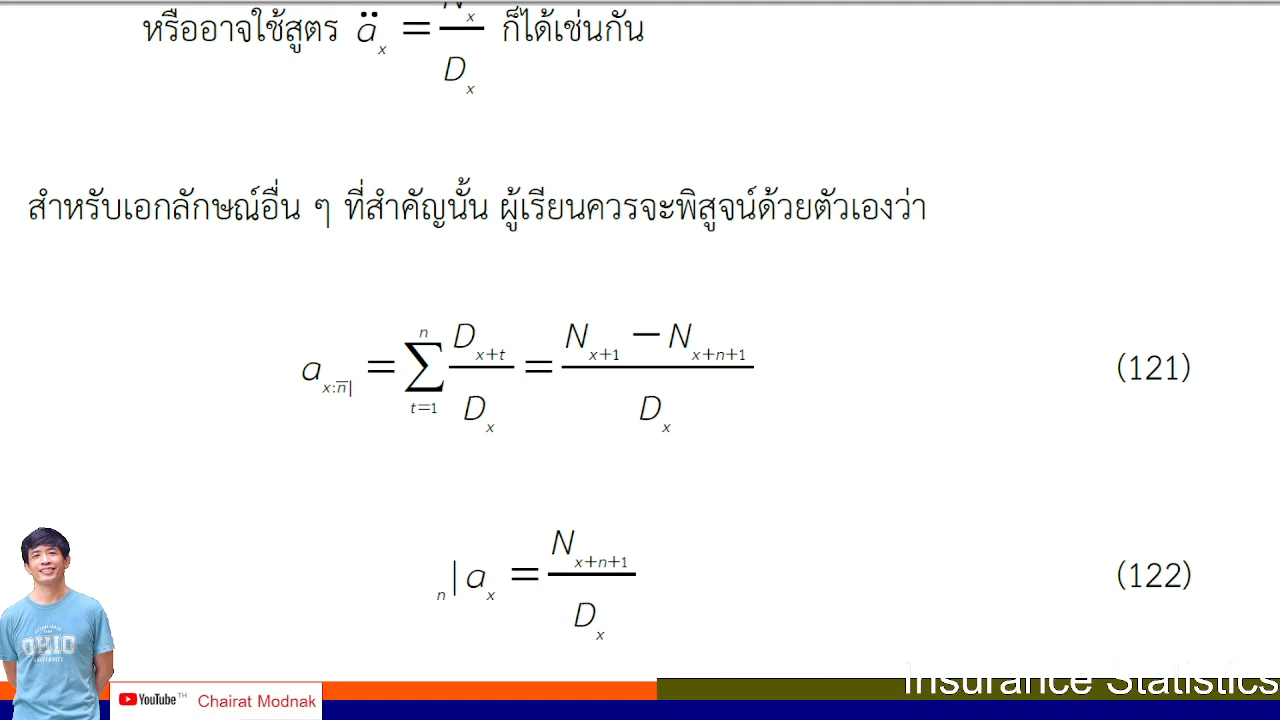 หรืออาจใช้สูตร ä_x = N_x / D_x ก็ได้เช่นกัน
สำหรับเอกลักษณ์อื่น ๆ ที่สำคัญนั้น ผู้เรียนควรจะพิสูจน์ด้วยตัวเองว่า
a_{x:n̅|} = ∑_{t=1}^{n} D_{x+t} / D_x = (N_{x+1} − N_{x+n+1}) / D_x (121)
_n|a_x = N_{x+n+1} / D_x (122)
OHIO
UNIVERSITY
Insurance Statistics
YouTube TH Chairat Modnak